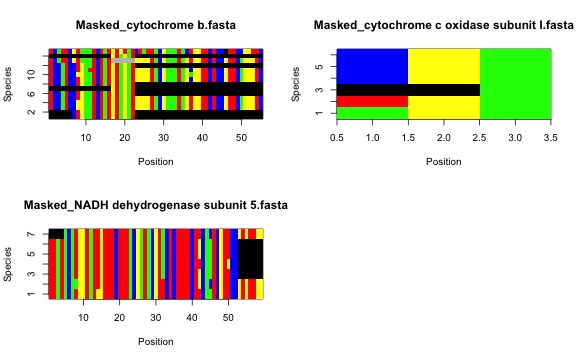 Masked_cytochrome b.fasta
Species
2 6 10
10 20 30 40 50
Position
Masked_cytochrome c oxidase subunit I.fasta
Species
1 3 5
0.5 1.0 1.5 2.0 2.5 3.0 3.5
Position
Masked_NADH dehydrogenase subunit 5.fasta
Species
1 3 5 7
10 20 30 40 50
Position